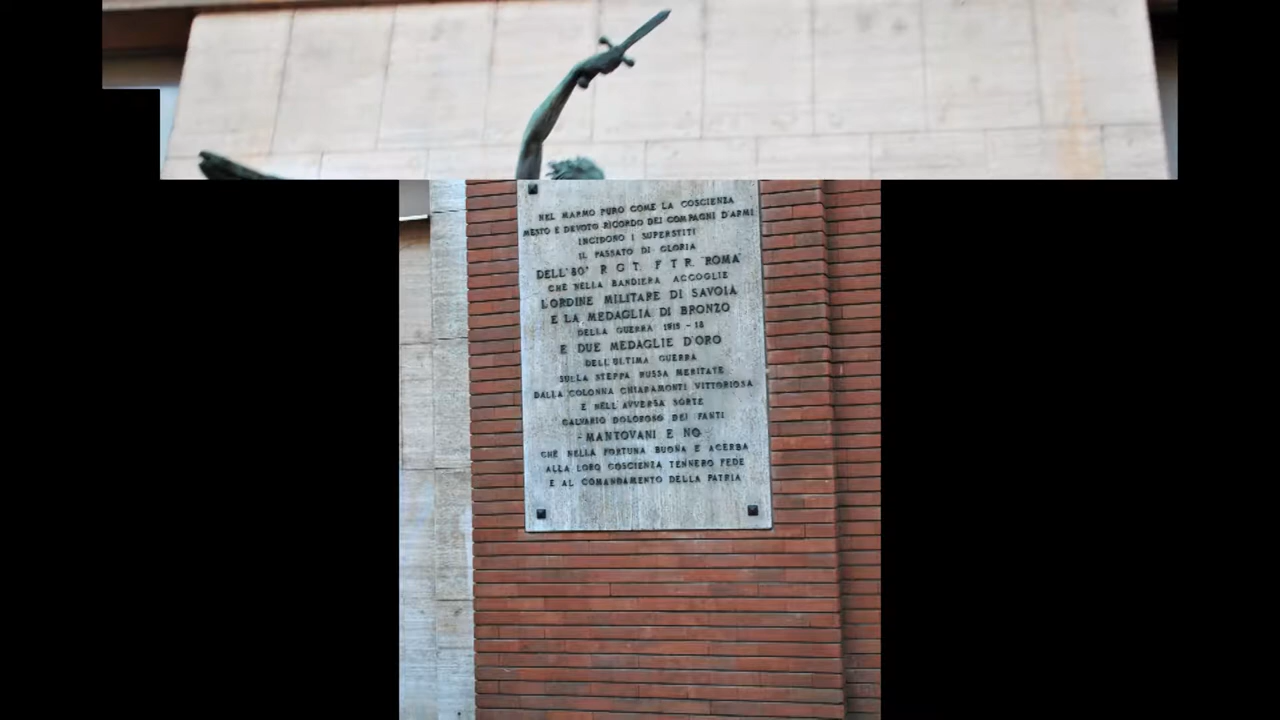 NEL MARMO PURO COME LA COSCIENZA
MESTO E DEVOTO RICORDO DEI COMPAGNI D'ARMI
INCIDONO I SUPERSTITI
IL PASSATO DI GLORIA
DELL'80° RGT. FTR. "ROMA"
CHE NELLA BANDIERA ACCOGLIE
L'ORDINE MILITARE DI SAVOIA
E LA MEDAGLIA DI BRONZO
DELLA GUERRA 1915 - 18
E DUE MEDAGLIE D'ORO
DELL'ULTIMA GUERRA
SULLA STEPPA RUSSA MERITATE
DALLA COLONNA CHIARAMONTI VITTORIOSA
E NELL'AVVERSA SORTE
CALVARIO DOLOROSO DEI FANTI
- MANTOVANI E NO -
CHE NELLA FORTUNA BUONA E ACERBA
ALLA LORO COSCIENZA TENNERO FEDE
E AL COMANDAMENTO DELLA PATRIA